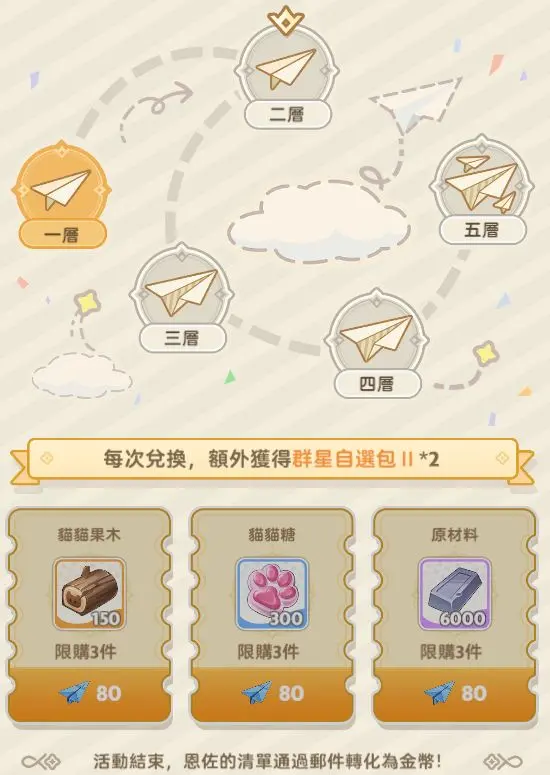 二層
一層
五層
三層
四層
每次兌換，額外獲得群星自選包Ⅱ*2
貓貓果木
貓貓糖
原材料
150
300
6000
限購3件
限購3件
限購3件
80
80
80
活動結束，恩佐的清單通過郵件轉化為金幣!